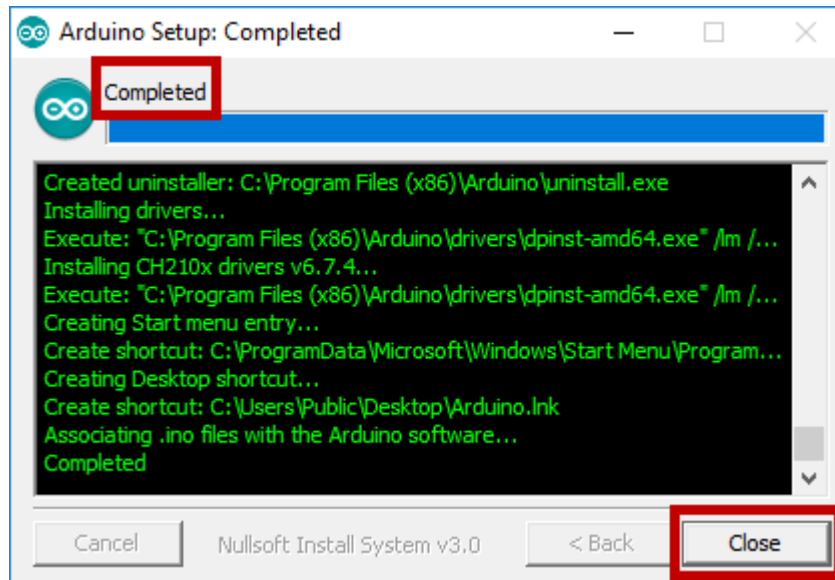 Arduino Setup: Completed
Completed
Created uninstaller: C:\Program Files (x86)\Arduino\uninstall.exe
Installing drivers...
Execute: "C:\Program Files (x86)\Arduino\drivers\dpinst-amd64.exe" /lm /...
Installing CH210x drivers v6.7.4...
Execute: "C:\Program Files (x86)\Arduino\drivers\dpinst-amd64.exe" /lm /...
Creating Start menu entry...
Create shortcut: C:\ProgramData\Microsoft\Windows\Start Menu\Program...
Creating Desktop shortcut...
Create shortcut: C:\Users\Public\Desktop\Arduino.lnk
Associating .ino files with the Arduino software...
Completed
Cancel Nullsoft Install System v3.0 < Back Close